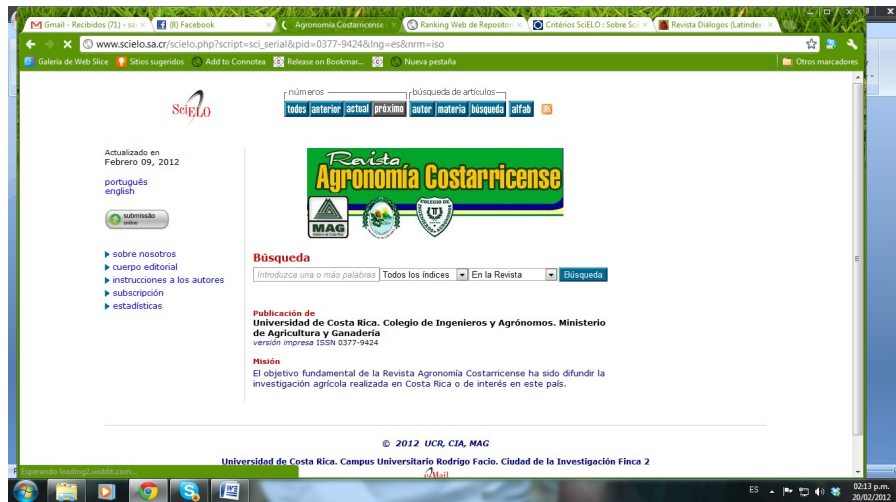 Gmail - Recibidos (71) - sar
(8) Facebook
Agronomía Costarricense -
Ranking Web de Repositor
Critérios SciELO : Sobre Sci
Revista Diálogos (Latindex-
www.scielo.sa.cr/scielo.php?script=sci_serial&pid=0377-9424&lng=es&nrm=iso
Galería de Web Slice
Sitios sugeridos
Add to Connotea
Release on Bookmar...
Nueva pestaña
Otros marcadores
SciELO
números
búsqueda de artículos
todos anterior actual próximo autor materia búsqueda alfab
Actualizado en
Febrero 09, 2012
português
english
submissão
online
sobre nosotros
cuerpo editorial
instrucciones a los autores
subscripción
estadísticas
Revista
Agronomía Costarricense
MAG
COLEGIO DE
Búsqueda
Introduzca una o más palabras Todos los índices En la Revista Búsqueda
Publicación de
Universidad de Costa Rica. Colegio de Ingenieros y Agrónomos. Ministerio
de Agricultura y Ganadería
versión impresa ISSN 0377-9424
Misión
El objetivo fundamental de la Revista Agronomía Costarricense ha sido difundir la
investigación agrícola realizada en Costa Rica o de interés en este país.
© 2012 UCR, CIA, MAG
Universidad de Costa Rica. Campus Universitario Rodrigo Facio. Ciudad de la Investigación Finca 2
eMail
Esperando loading2.widdit.com...
ES
02:13 p.m.
20/02/2012